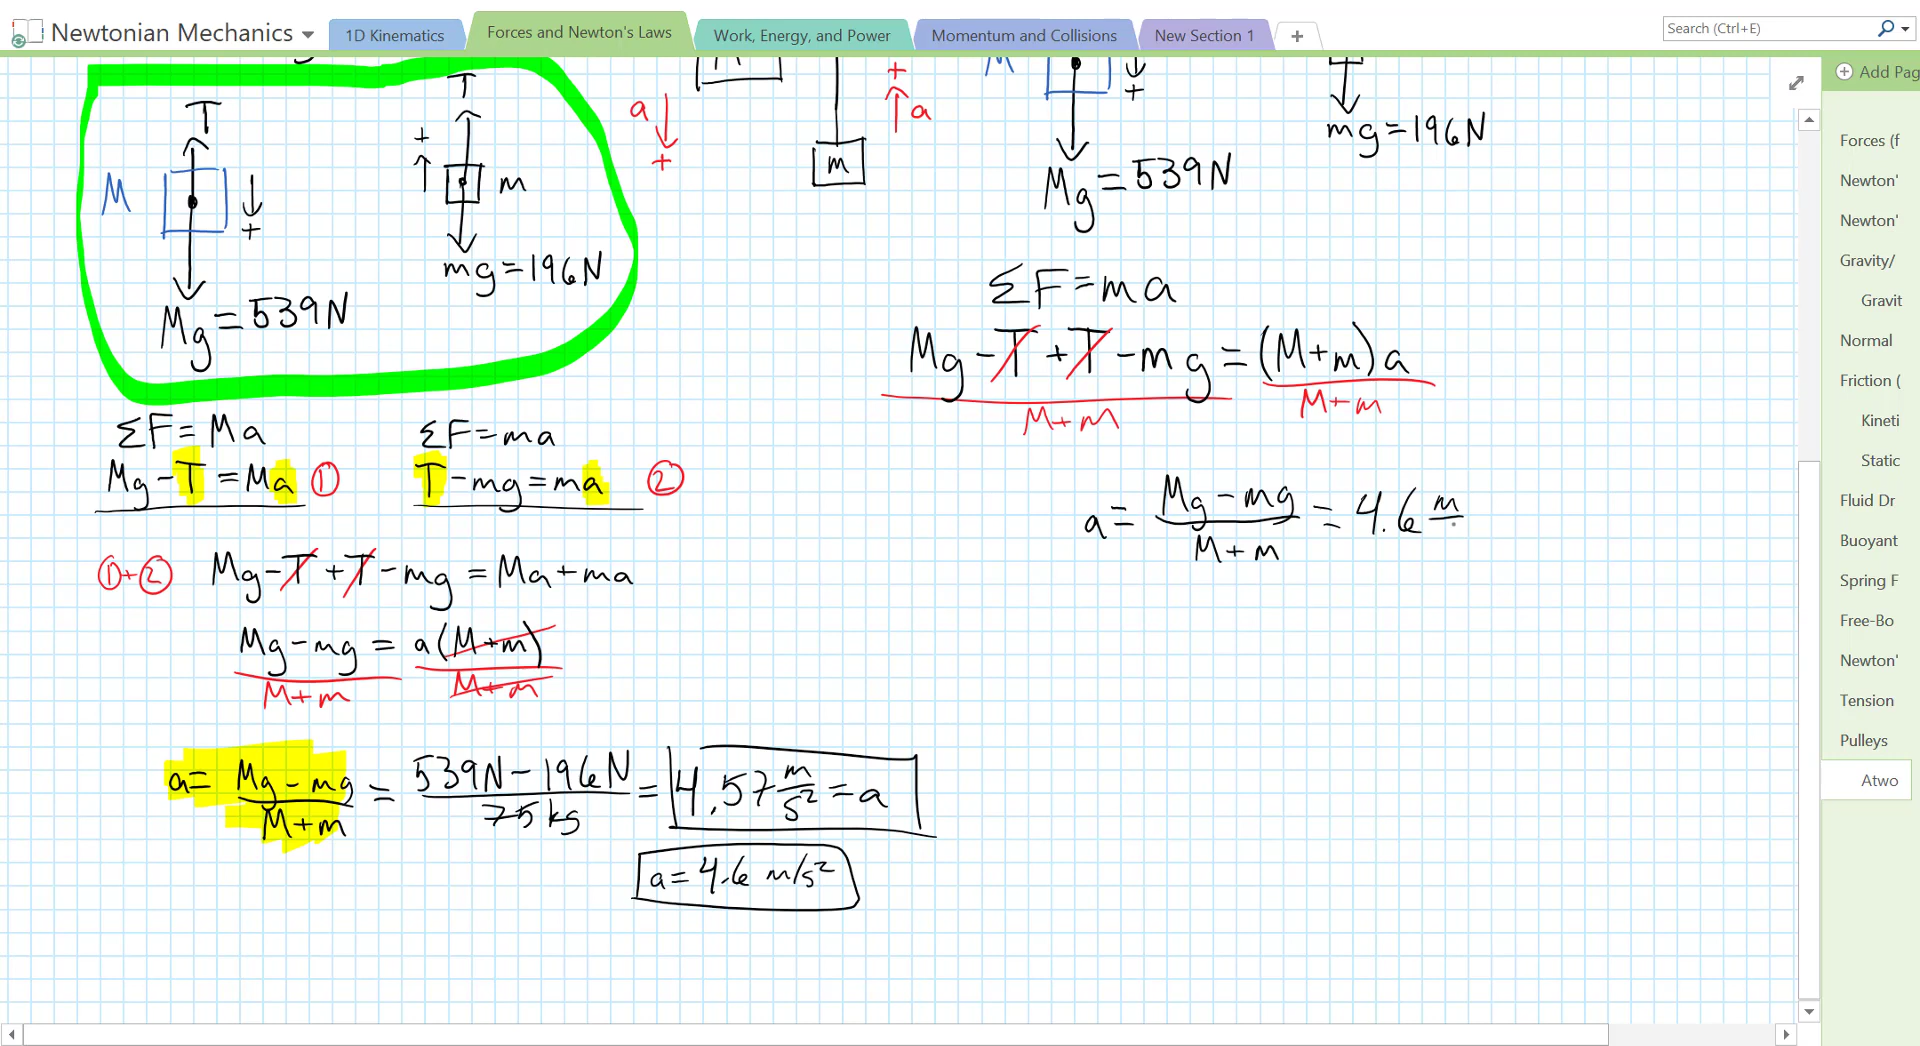 Newtonian Mechanics
1D Kinematics
Forces and Newton's Laws
Work, Energy, and Power
Momentum and Collisions
New Section 1
Search (Ctrl+E)
Add Pag
Forces (f
Newton'
Newton'
Gravity/
Gravit
Normal
Friction (
Kineti
Static
Fluid Dr
Buoyant
Spring F
Free-Bo
Newton'
Tension
Pulleys
Atwo
T
M
+
Mg = 539N
T
+
m
mg = 196N
a
+
+
a
m
M
+
Mg = 539N
mg = 196N
ΣF = Ma
Mg - T = Ma ①
ΣF = ma
T - mg = ma ②
① + ② Mg - T + T - mg = Ma + ma
Mg - mg = a(M+m)
M+m M+m
a = Mg - mg / M+m = 539N - 196N / 75 kg = 4.57 m/s² = a
a = 4.6 m/s²
ΣF = ma
Mg - T + T - mg = (M+m)a
M+m M+m
a = Mg - mg / M+m = 4.6 m